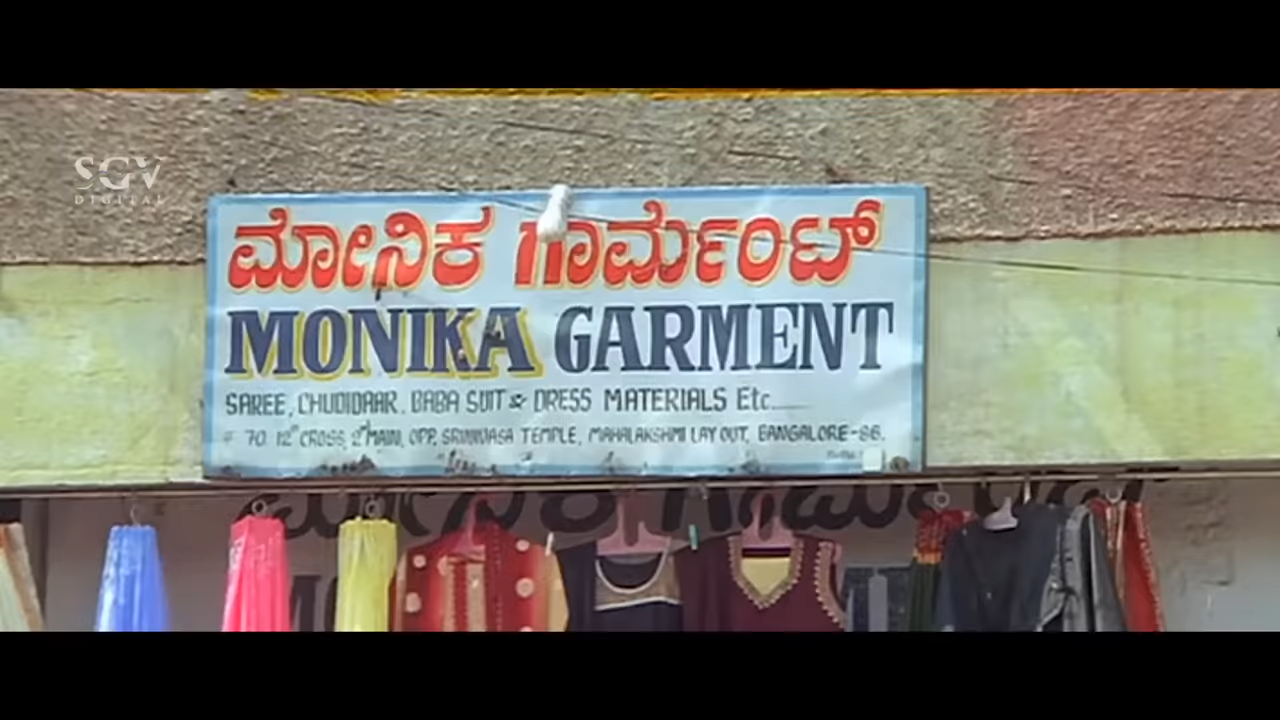 SGV
DIGITAL
ಮೋನಿಕ ಗಾರ್ಮೆಂಟ್
MONIKA GARMENT
SAREE, CHUDIDAAR. BABA SUIT & DRESS MATERIALS Etc......
# 70 12th CROSS, 2nd MAIN, OPP. SRINIVASA TEMPLE, MAHALAKSHMI LAY OUT, BANGALORE-86.